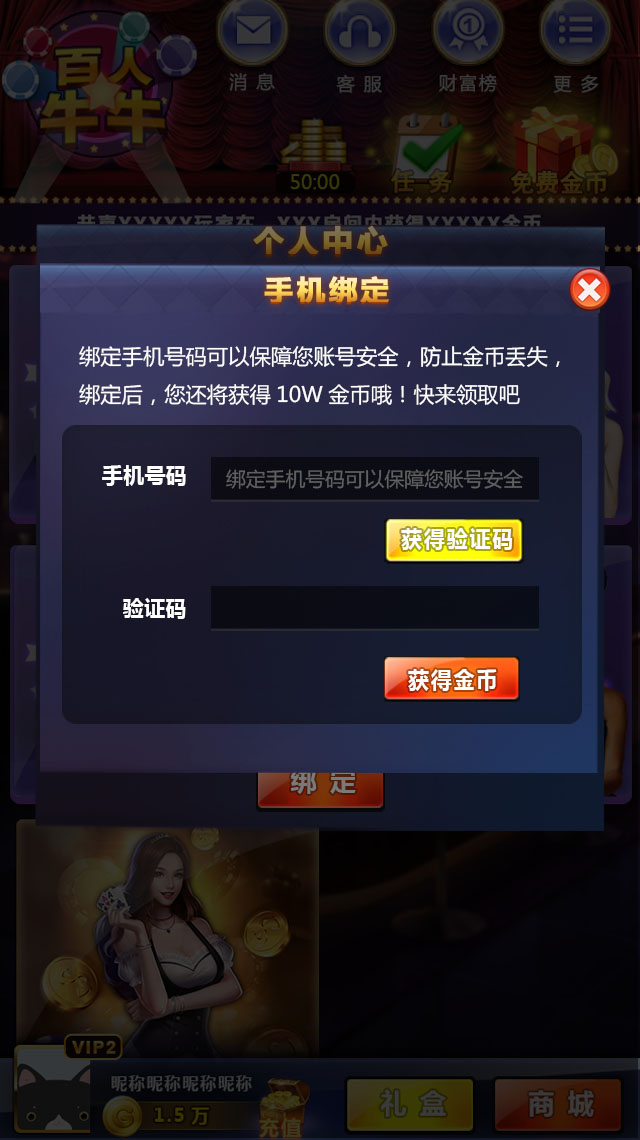 百人
牛牛
消息
客服
财富榜
更多
50:00
任务
免费金币
恭喜XXXXX玩家在 XXX房间内获得XXXXX金币
个人中心
手机绑定
绑定手机号码可以保障您账号安全，防止金币丢失，
绑定后，您还将获得 10W 金币哦！快来领取吧
手机号码
绑定手机号码可以保障您账号安全
获得验证码
验证码
获得金币
绑定
VIP2
昵称昵称昵称昵称
1.5万
充值
礼盒
商城